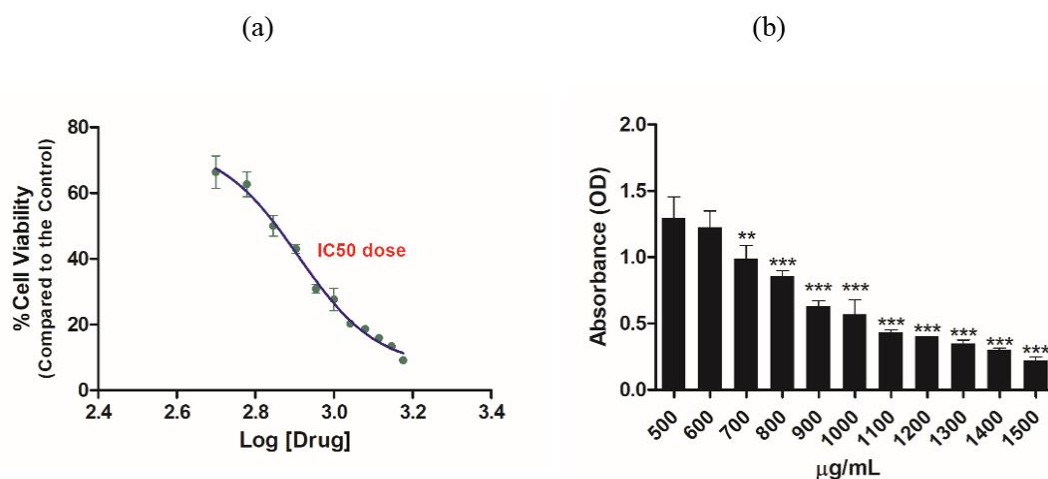 (a)
(b)
% Cell Viability
(Compared to the Control)
80
60
40
20
0
IC50 dose
2.4 2.6 2.8 3.0 3.2 3.4
Log [Drug]
Absorbance (OD)
2.0
1.5
1.0
0.5
0.0
** *** *** *** *** *** *** *** ***
500 600 700 800 900 1000 1100 1200 1300 1400 1500
µg/mL